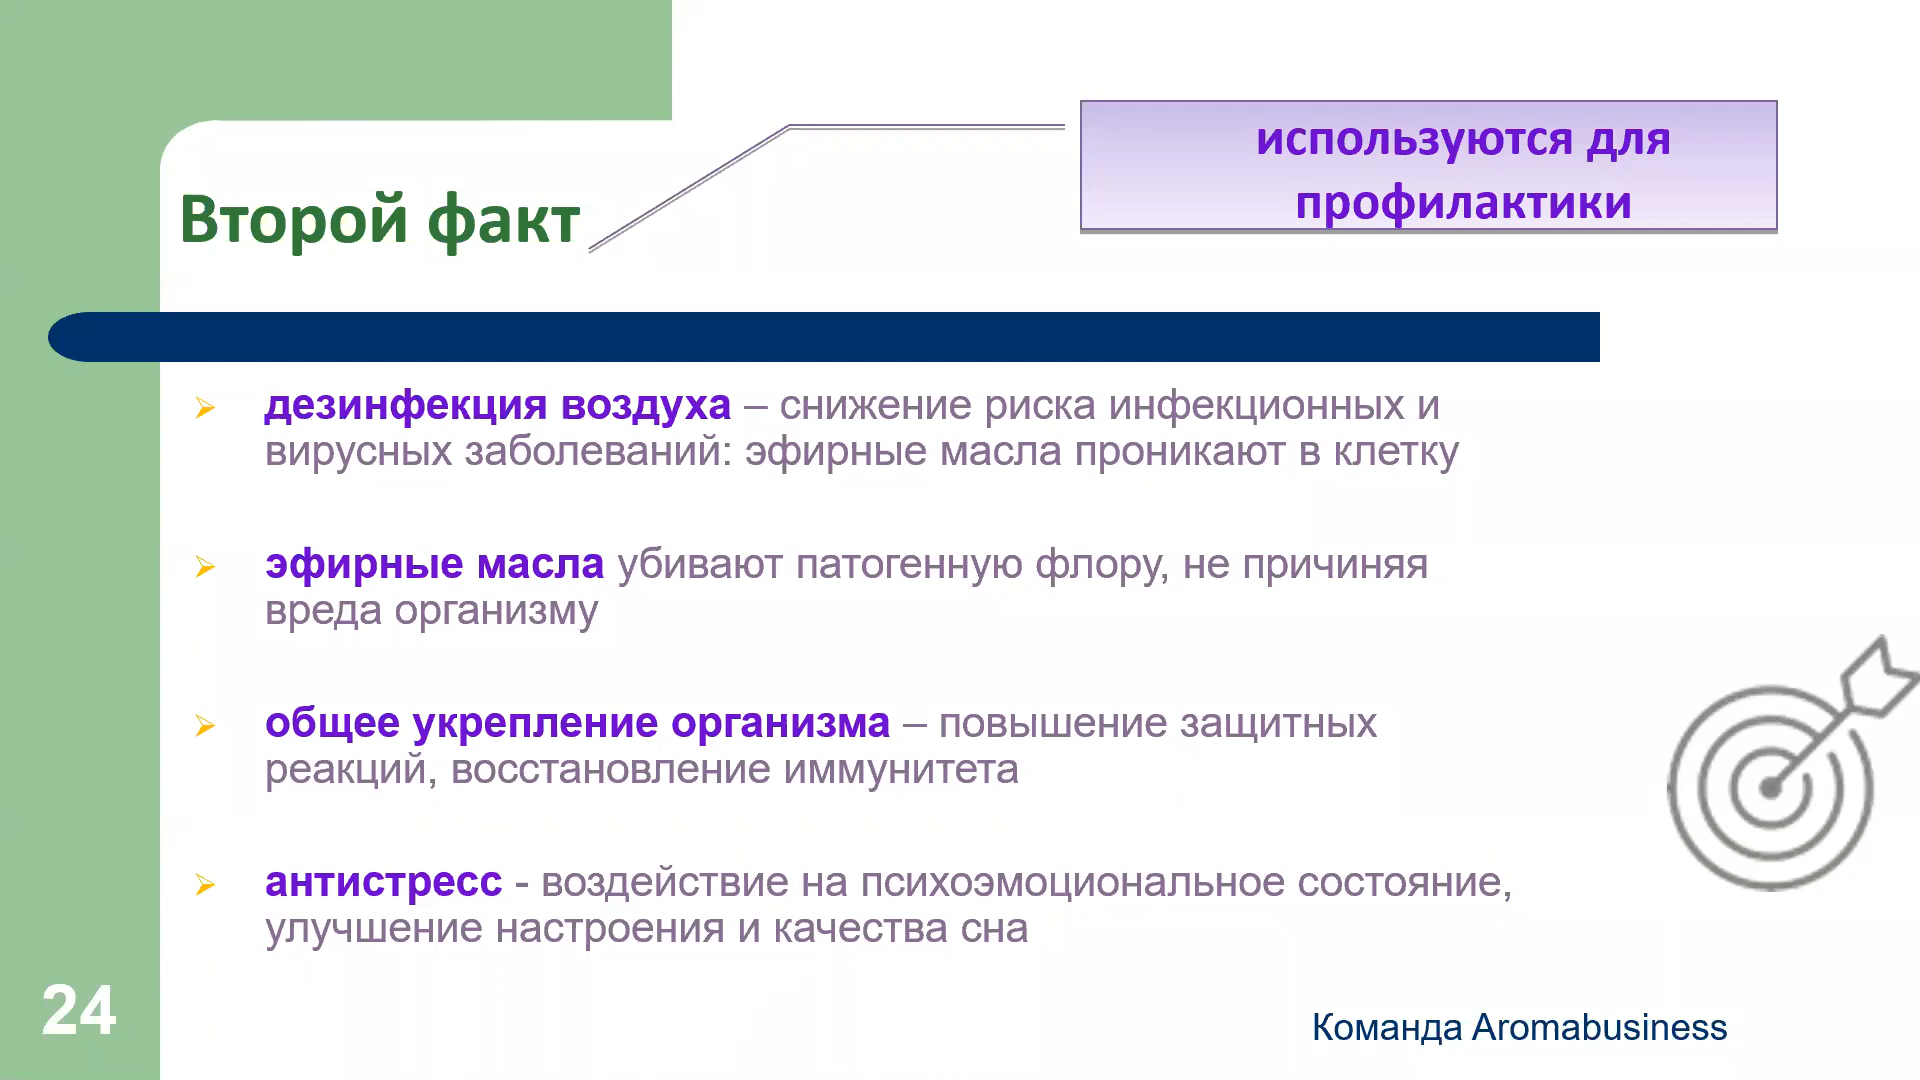 Второй факт
используются для
профилактики
дезинфекция воздуха – снижение риска инфекционных и
вирусных заболеваний: эфирные масла проникают в клетку
эфирные масла убивают патогенную флору, не причиняя
вреда организму
общее укрепление организма – повышение защитных
реакций, восстановление иммунитета
антистресс - воздействие на психоэмоциональное состояние,
улучшение настроения и качества сна
24
Команда Aromabusiness